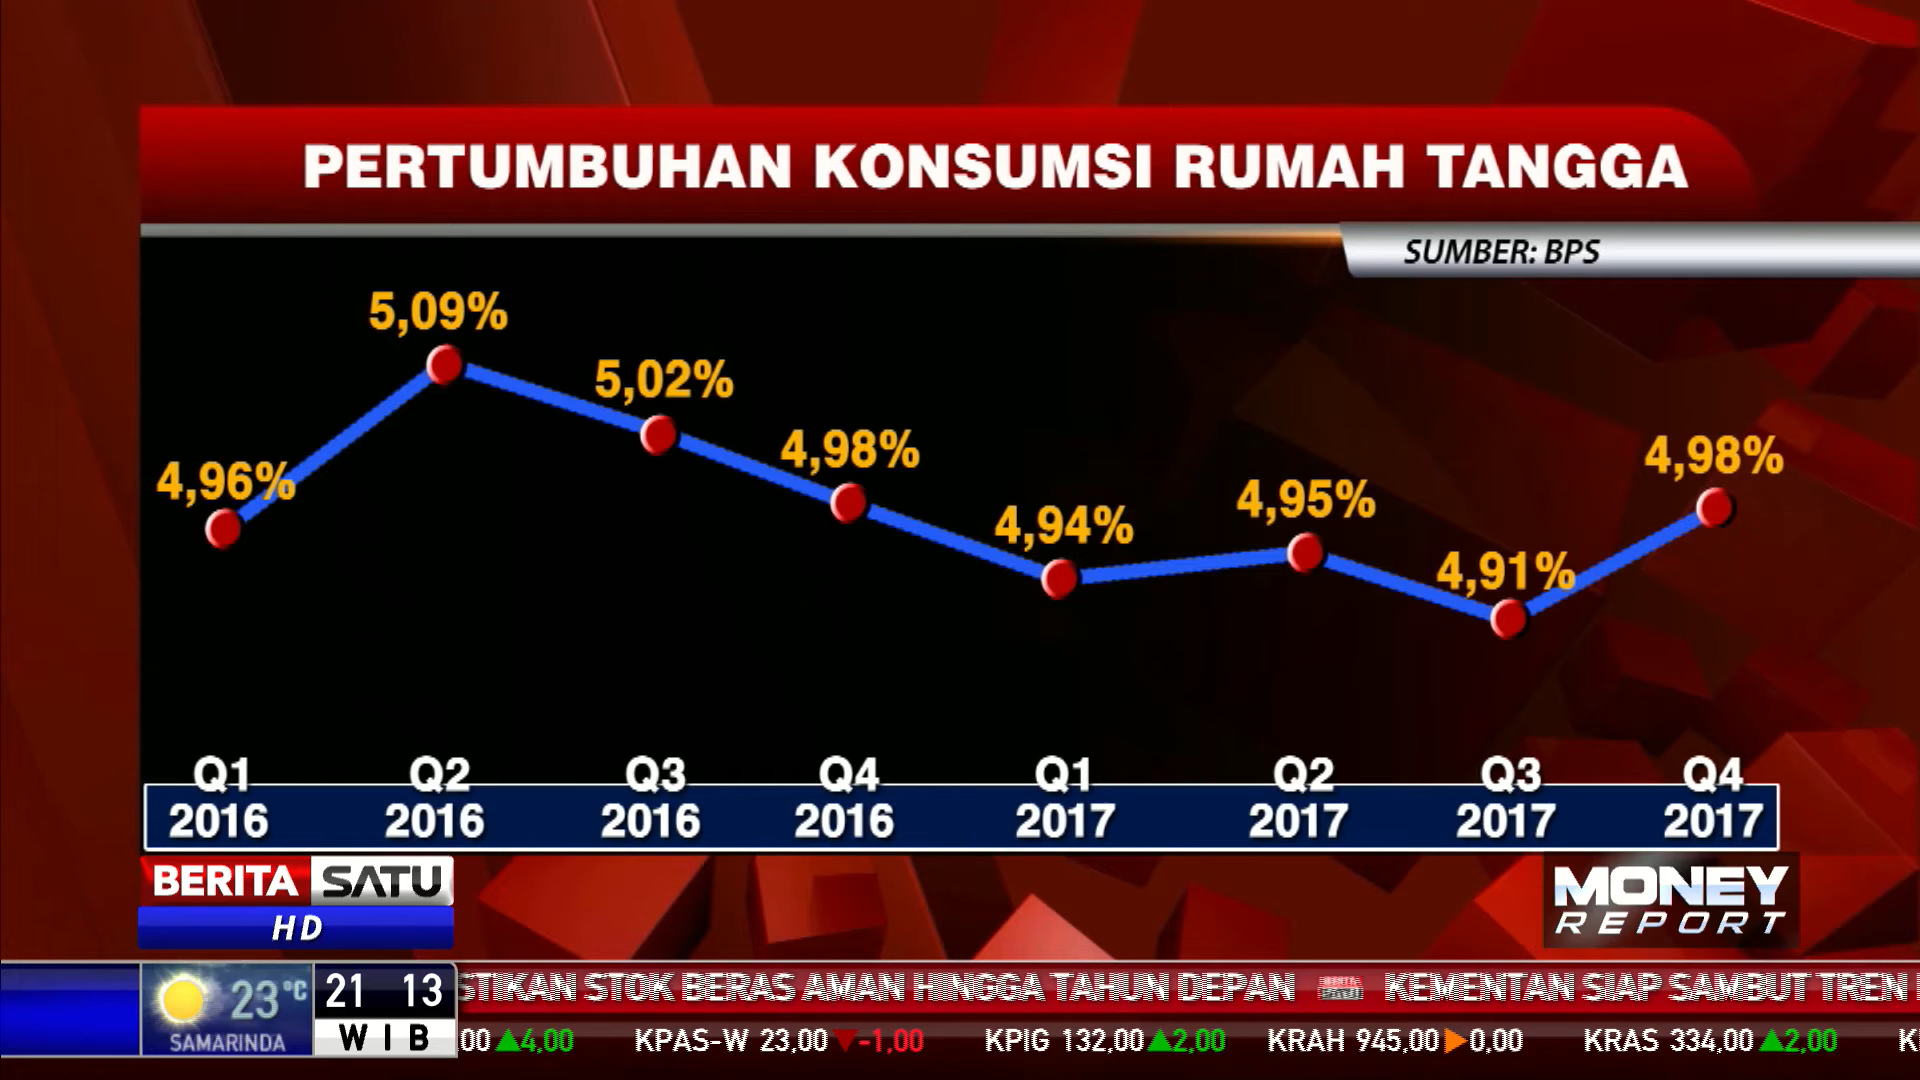 PERTUMBUHAN KONSUMSI RUMAH TANGGA
SUMBER: BPS
4,96%
5,09%
5,02%
4,98%
4,94%
4,95%
4,91%
4,98%
Q1 2016
Q2 2016
Q3 2016
Q4 2016
Q1 2017
Q2 2017
Q3 2017
Q4 2017
BERITA SATU
HD
MONEY
REPORT
23°C
SAMARINDA
21 13
WIB
STIKAN STOK BERAS AMAN HINGGA TAHUN DEPAN KEMENTAN SIAP SAMBUT TREN
00 ▲4,00 KPAS-W 23,00 ▼-1,00 KPIG 132,00 ▲2,00 KRAH 945,00 ▶0,00 KRAS 334,00 ▲2,00